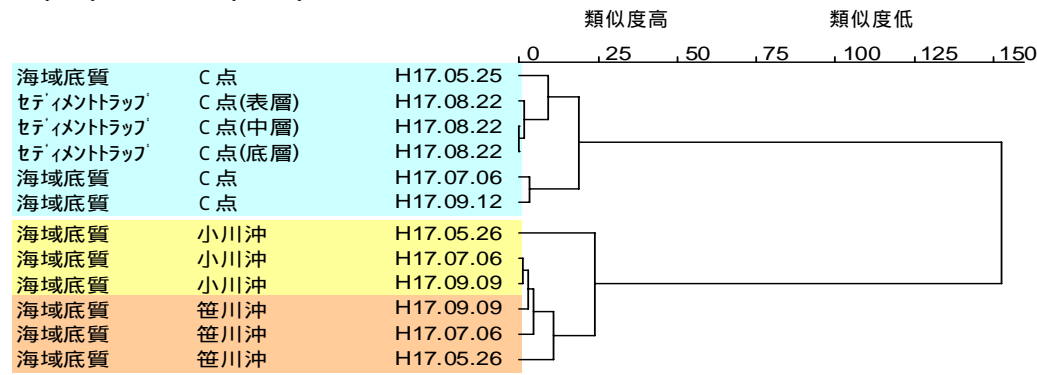 類似度高 類似度低
0 25 50 75 100 125 150
海域底質 C点 H17.05.25
セディメントトラップ C点(表層) H17.08.22
セディメントトラップ C点(中層) H17.08.22
セディメントトラップ C点(底層) H17.08.22
海域底質 C点 H17.07.06
海域底質 C点 H17.09.12
海域底質 小川沖 H17.05.26
海域底質 小川沖 H17.07.06
海域底質 小川沖 H17.09.09
海域底質 笹川沖 H17.09.09
海域底質 笹川沖 H17.07.06
海域底質 笹川沖 H17.05.26